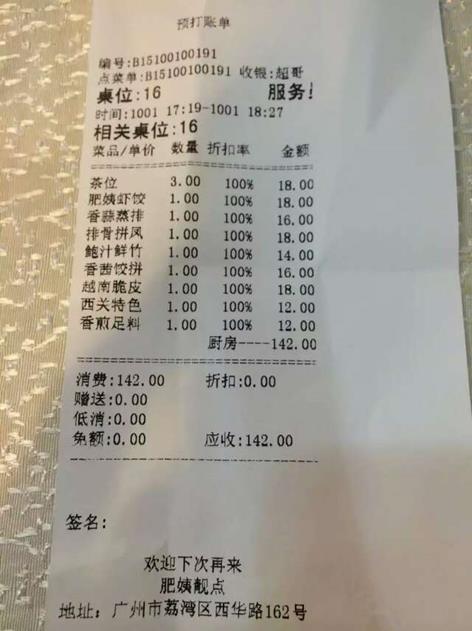 预打账单
编号:B15100100191
点菜单:B15100100191 收银:超哥
桌位:16 服务!
时间:1001 17:19-1001 18:27
相关桌位:16
菜品/单价 数量 折扣率 金额
茶位 3.00 100% 18.00
肥姨虾饺 1.00 100% 18.00
香蒜蒸排 1.00 100% 16.00
排骨拼凤 1.00 100% 18.00
鲍汁鲜竹 1.00 100% 14.00
香茜饺拼 1.00 100% 16.00
越南脆皮 1.00 100% 18.00
西关特色 1.00 100% 12.00
香煎足料 1.00 100% 12.00
厨房----142.00
消费:142.00 折扣:0.00
赠送:0.00
低消:0.00
免额:0.00 应收:142.00
签名:
欢迎下次再来
肥姨靓点
地址: 广州市荔湾区西华路162号